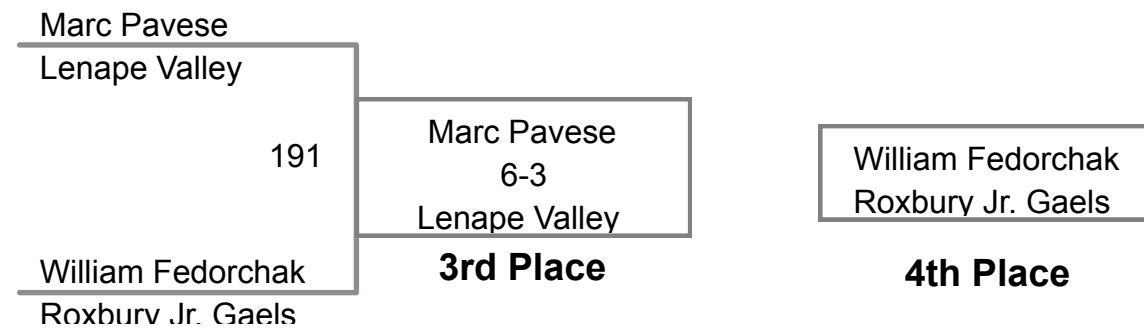 Marc Pavese
Lenape Valley
191
William Fedorchak
Roxbury Jr. Gaels
Marc Pavese
6-3
Lenape Valley
3rd Place
William Fedorchak
Roxbury Jr. Gaels
4th Place